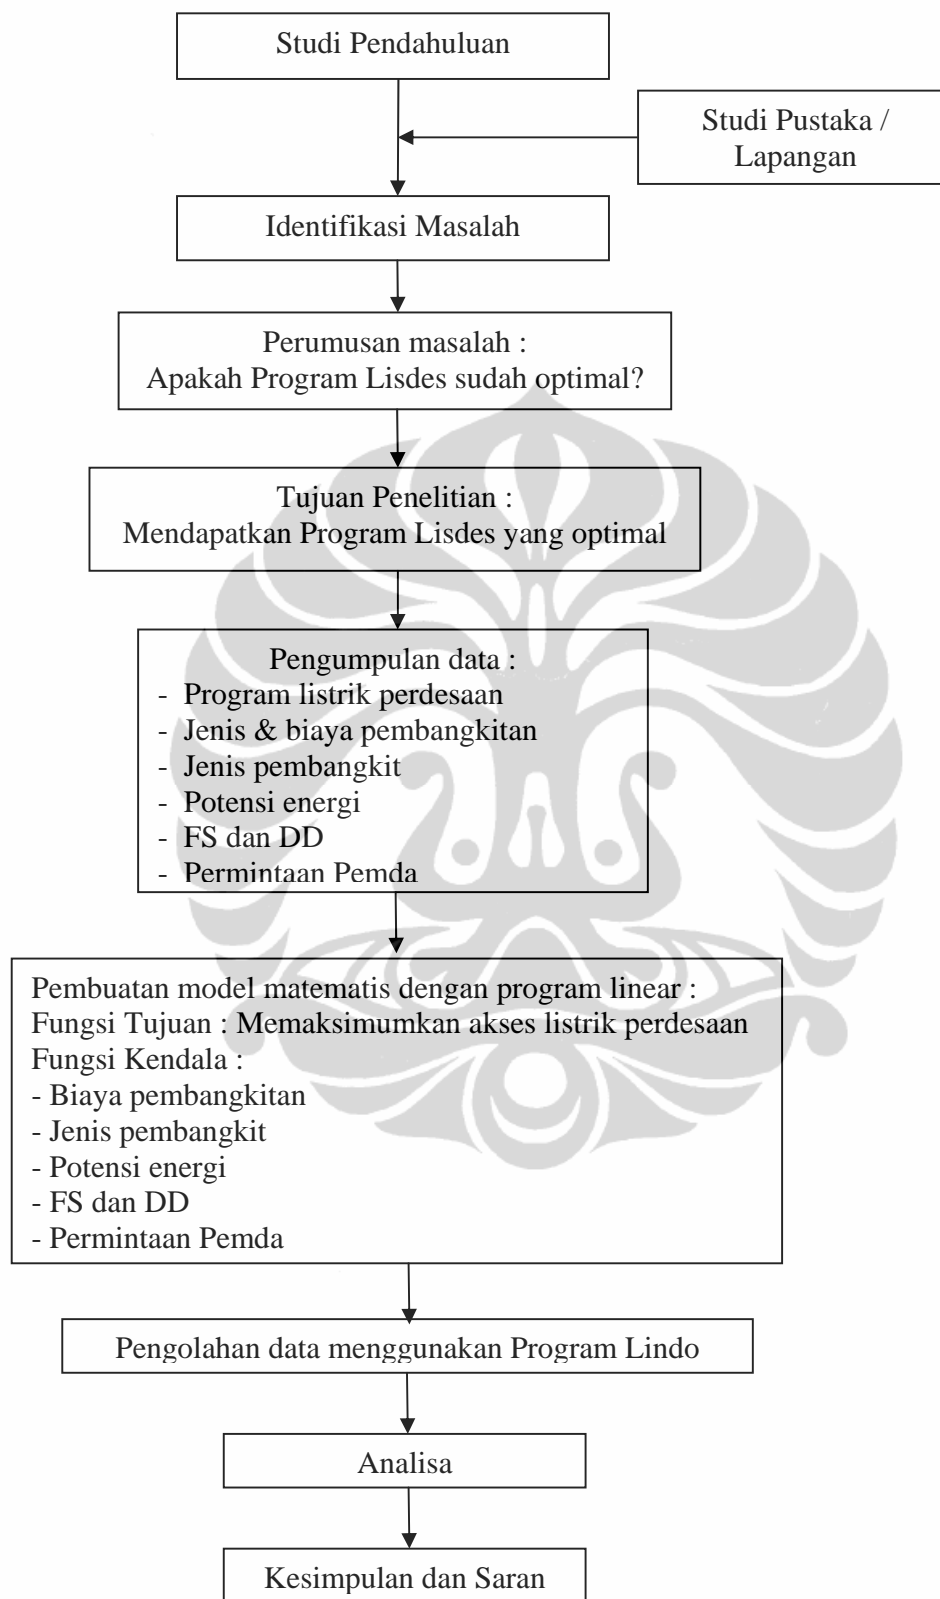 Studi Pendahuluan
Studi Pustaka /
Lapangan
Identifikasi Masalah
Perumusan masalah :
Apakah Program Lisdes sudah optimal?
Tujuan Penelitian :
Mendapatkan Program Lisdes yang optimal
Pengumpulan data :
- Program listrik perdesaan
- Jenis & biaya pembangkitan
- Jenis pembangkit
- Potensi energi
- FS dan DD
- Permintaan Pemda
Pembuatan model matematis dengan program linear :
Fungsi Tujuan : Memaksimumkan akses listrik perdesaan
Fungsi Kendala :
- Biaya pembangkitan
- Jenis pembangkit
- Potensi energi
- FS dan DD
- Permintaan Pemda
Pengolahan data menggunakan Program Lindo
Analisa
Kesimpulan dan Saran